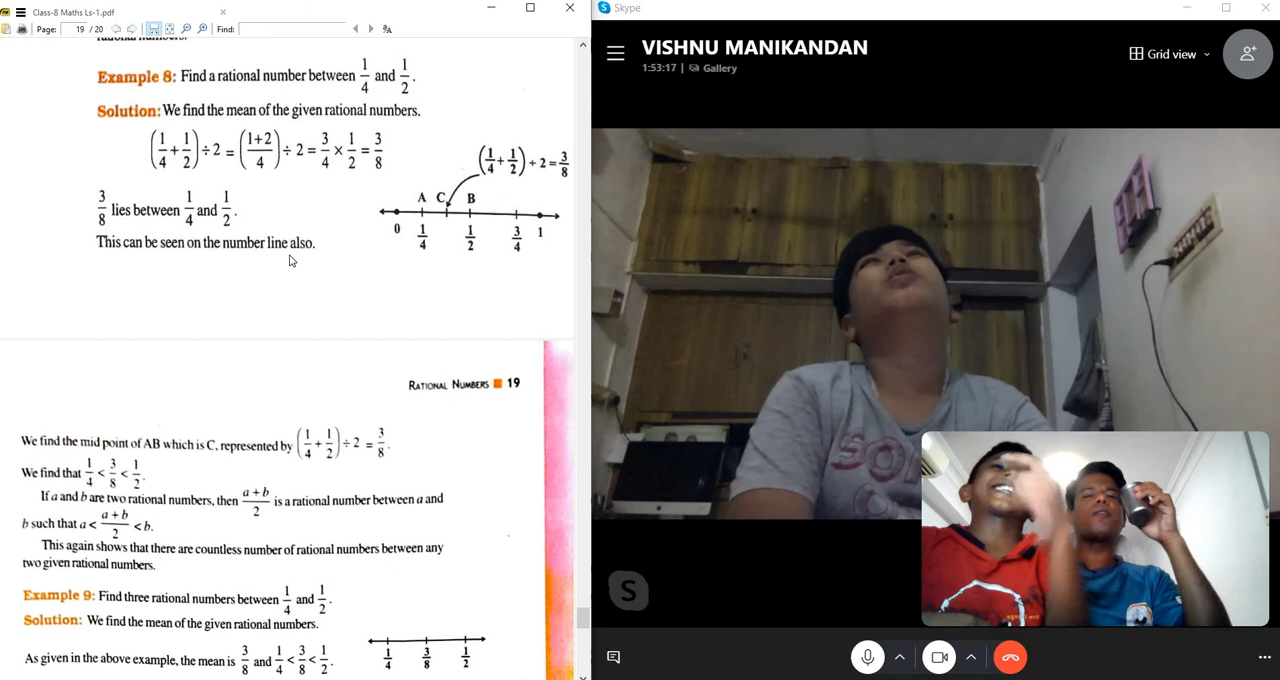 Class-8 Maths Ls-1.pdf
Page: 19 / 20 Find:
Example 8: Find a rational number between 1/4 and 1/2.
Solution: We find the mean of the given rational numbers.
(1/4 + 1/2) ÷ 2 = ((1+2)/4) ÷ 2 = 3/4 × 1/2 = 3/8
(1/4 + 1/2) ÷ 2 = 3/8
A C B
0 1/4 1/2 3/4 1
3/8 lies between 1/4 and 1/2.
This can be seen on the number line also.
RATIONAL NUMBERS ■ 19
We find the mid point of AB which is C, represented by (1/4 + 1/2) ÷ 2 = 3/8.
We find that 1/4 < 3/8 < 1/2.
If a and b are two rational numbers, then (a + b)/2 is a rational number between a and
b such that a < (a + b)/2 < b.
This again shows that there are countless number of rational numbers between any
two given rational numbers.
Example 9: Find three rational numbers between 1/4 and 1/2.
Solution: We find the mean of the given rational numbers.
As given in the above example, the mean is 3/8 and 1/4 < 3/8 < 1/2.
1/4 3/8 1/2
Skype
VISHNU MANIKANDAN
1:53:17 | Gallery
Grid view
S